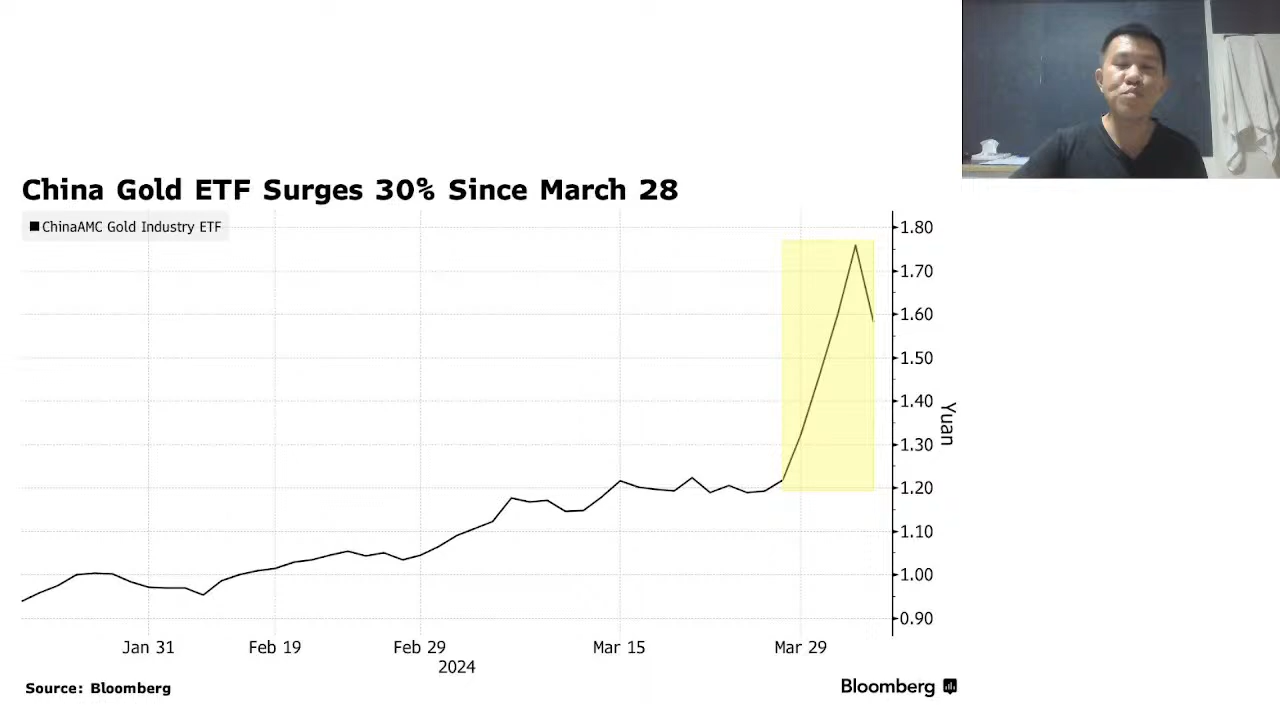 China Gold ETF Surges 30% Since March 28
ChinaAMC Gold Industry ETF
1.80
1.70
1.60
1.50
1.40
1.30
1.20
1.10
1.00
0.90
Yuan
Jan 31
Feb 19
Feb 29
Mar 15
Mar 29
2024
Source: Bloomberg
Bloomberg